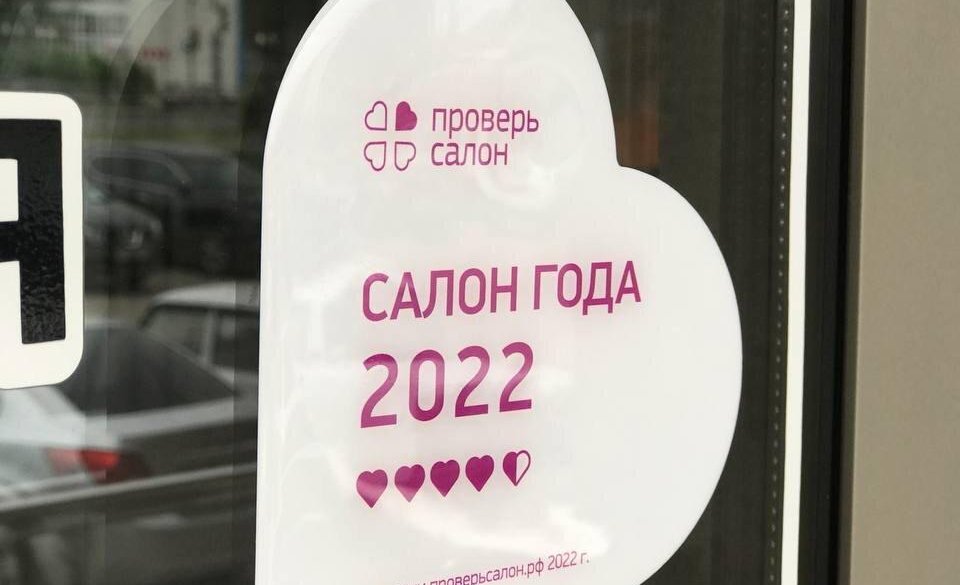 проверь
салон
САЛОН ГОДА
2022
проверьсалон.рф 2022 г.